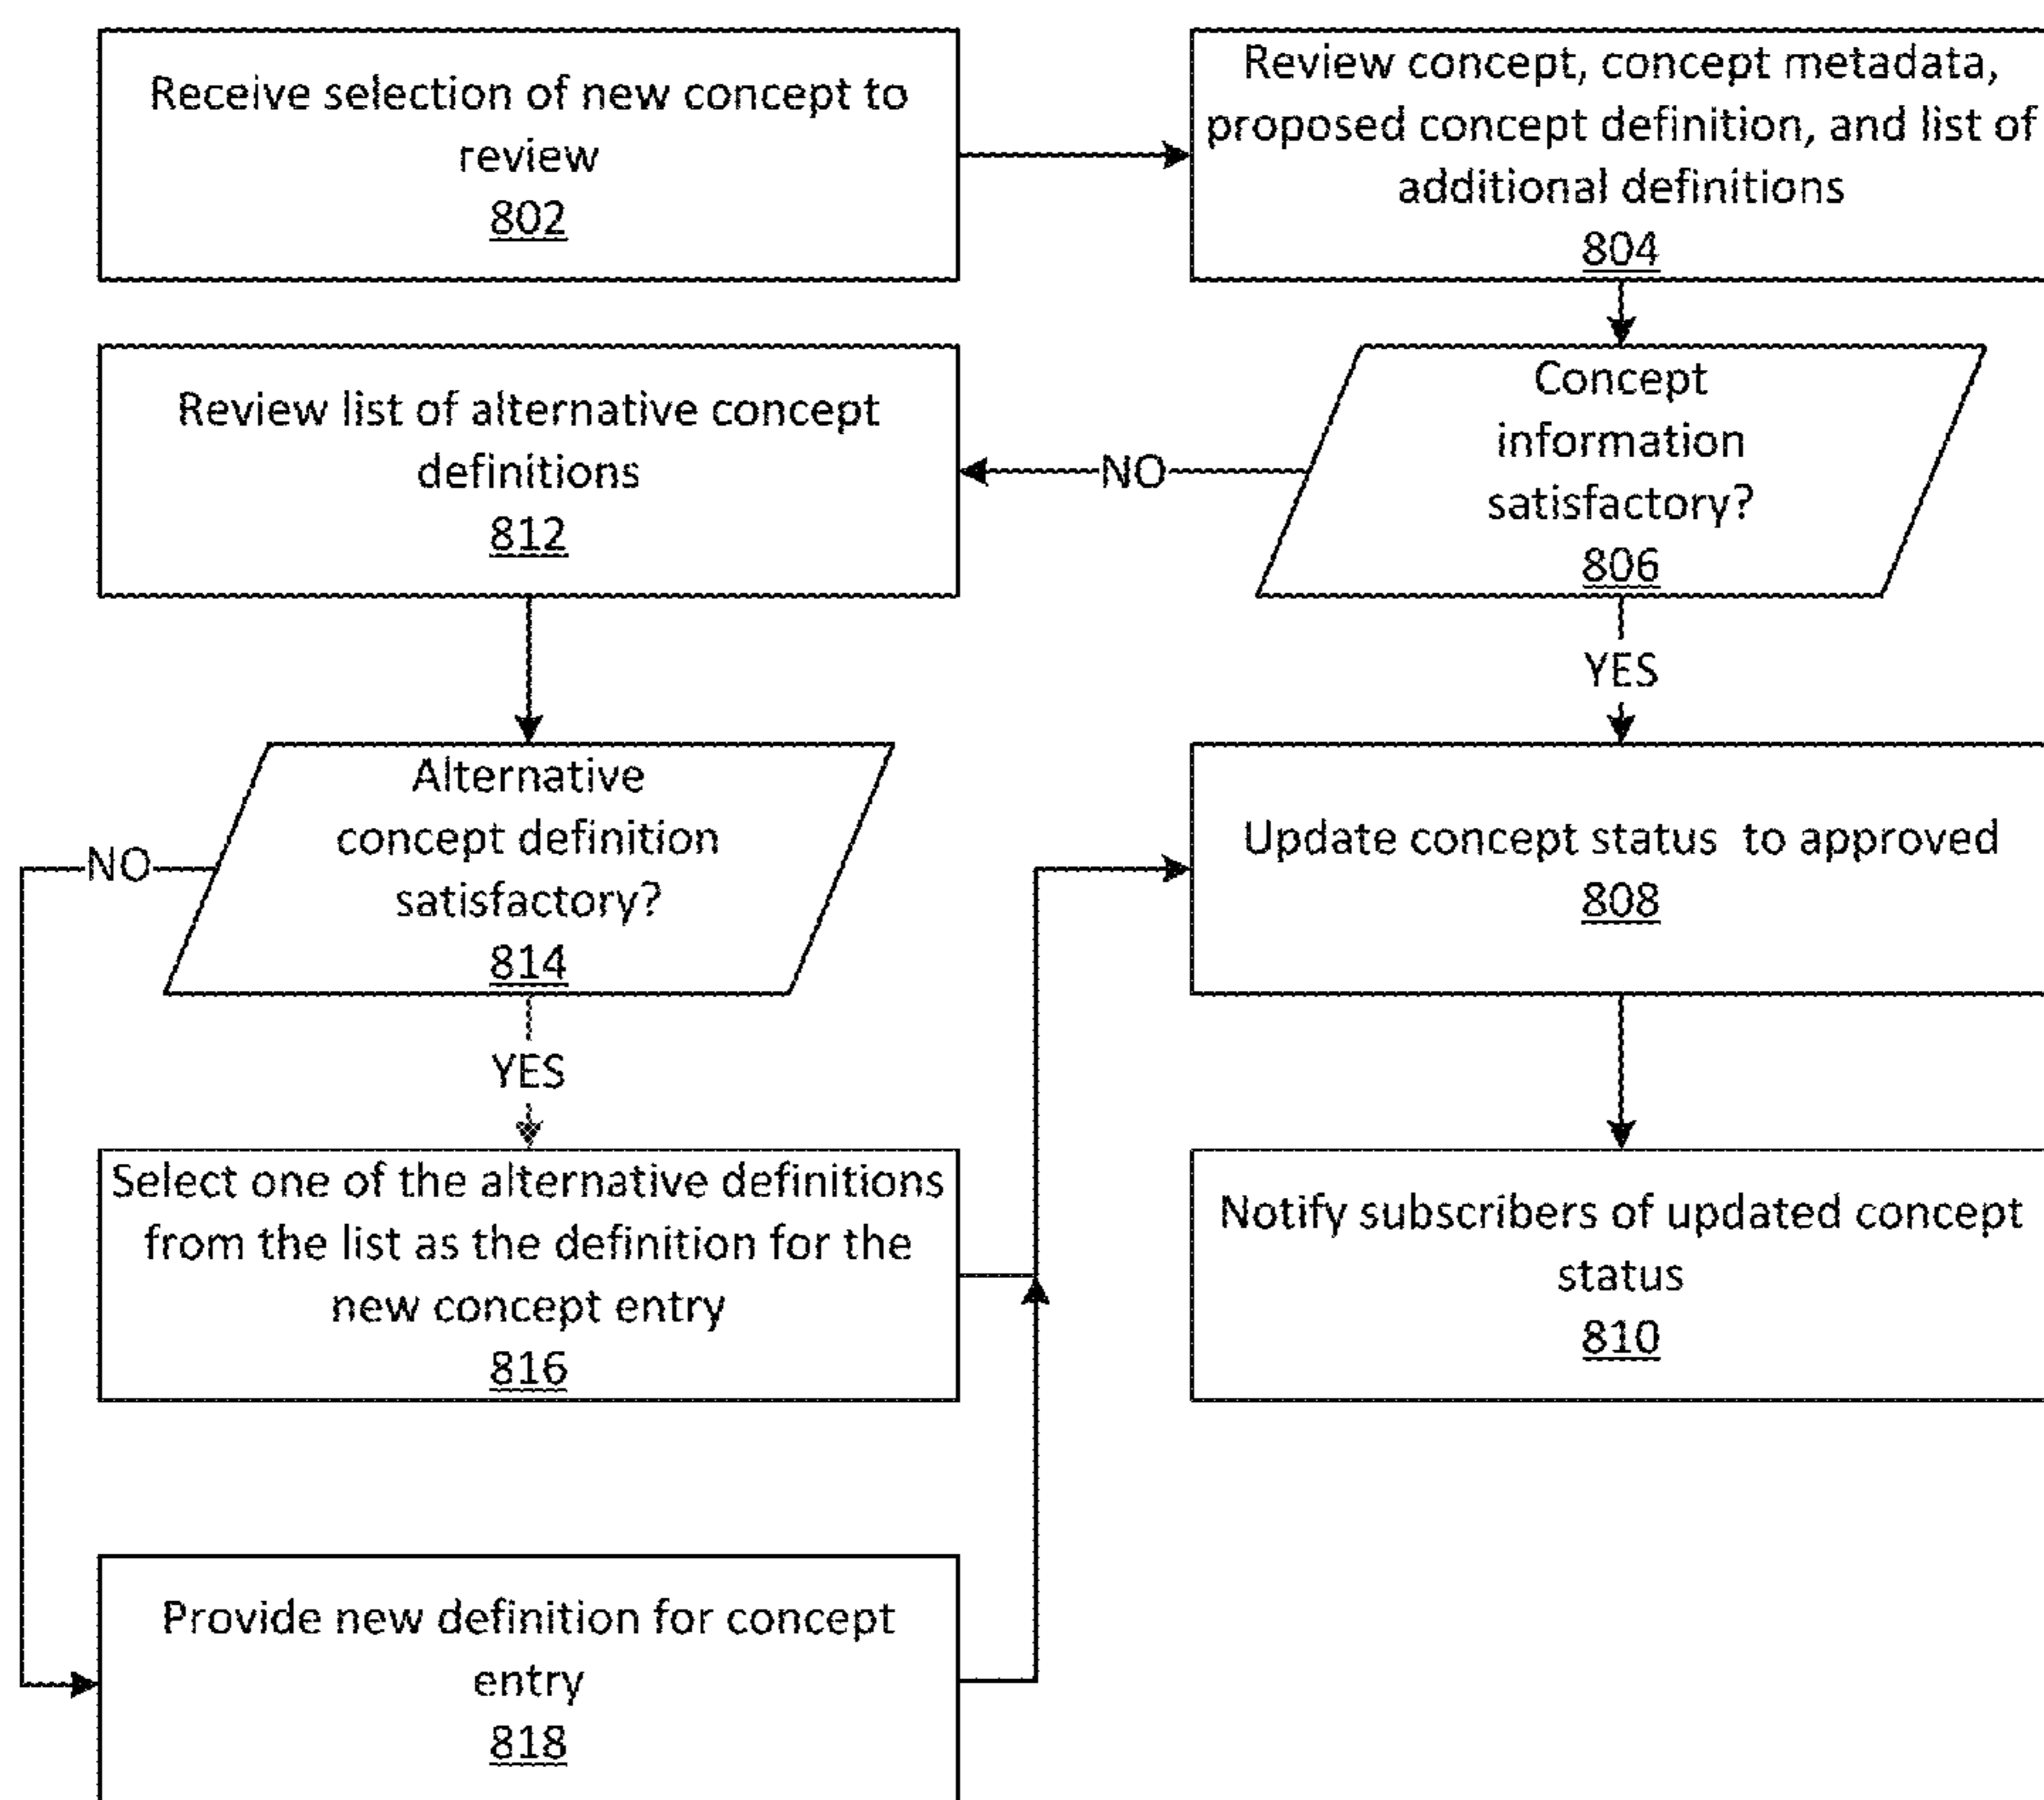 Receive selection of new concept to
review
802
Review concept, concept metadata,
proposed concept definition, and list of
additional definitions
804
Concept
information
satisfactory?
806
NO
YES
Review list of alternative concept
definitions
812
Alternative
concept definition
satisfactory?
814
NO
YES
Update concept status to approved
808
Select one of the alternative definitions
from the list as the definition for the
new concept entry
816
Notify subscribers of updated concept
status
810
Provide new definition for concept
entry
818